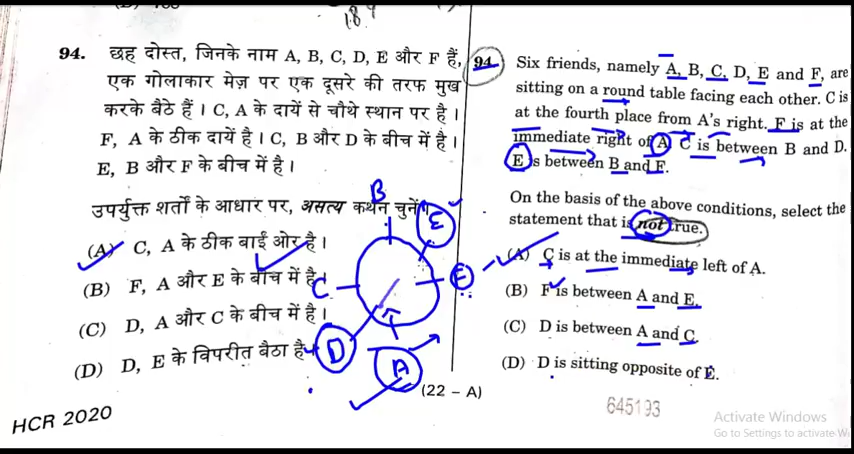 94. छह दोस्त, जिनके नाम A, B, C, D, E और F हैं,
एक गोलाकार मेज़ पर एक दूसरे की तरफ मुख
करके बैठे हैं। C, A के दायें से चौथे स्थान पर है।
F, A के ठीक दायें है। C, B और D के बीच में है।
E, B और F के बीच में है।
उपर्युक्त शर्तों के आधार पर, असत्य कथन चुनें।
(A) C, A के ठीक बाईं ओर है।
(B) F, A और E के बीच में है।
(C) D, A और C के बीच में है।
(D) D, E के विपरीत बैठा है
HCR 2020
B
E
C
F
D
A
(22 – A)
94. Six friends, namely A, B, C, D, E and F, are
sitting on a round table facing each other. C is
at the fourth place from A's right. F is at the
immediate right of A. C is between B and D.
E is between B and F.
On the basis of the above conditions, select the
statement that is not true.
(A) C is at the immediate left of A.
(B) F is between A and E.
(C) D is between A and C.
(D) D is sitting opposite of E.
645193
Activate Windows
Go to Settings to activate W